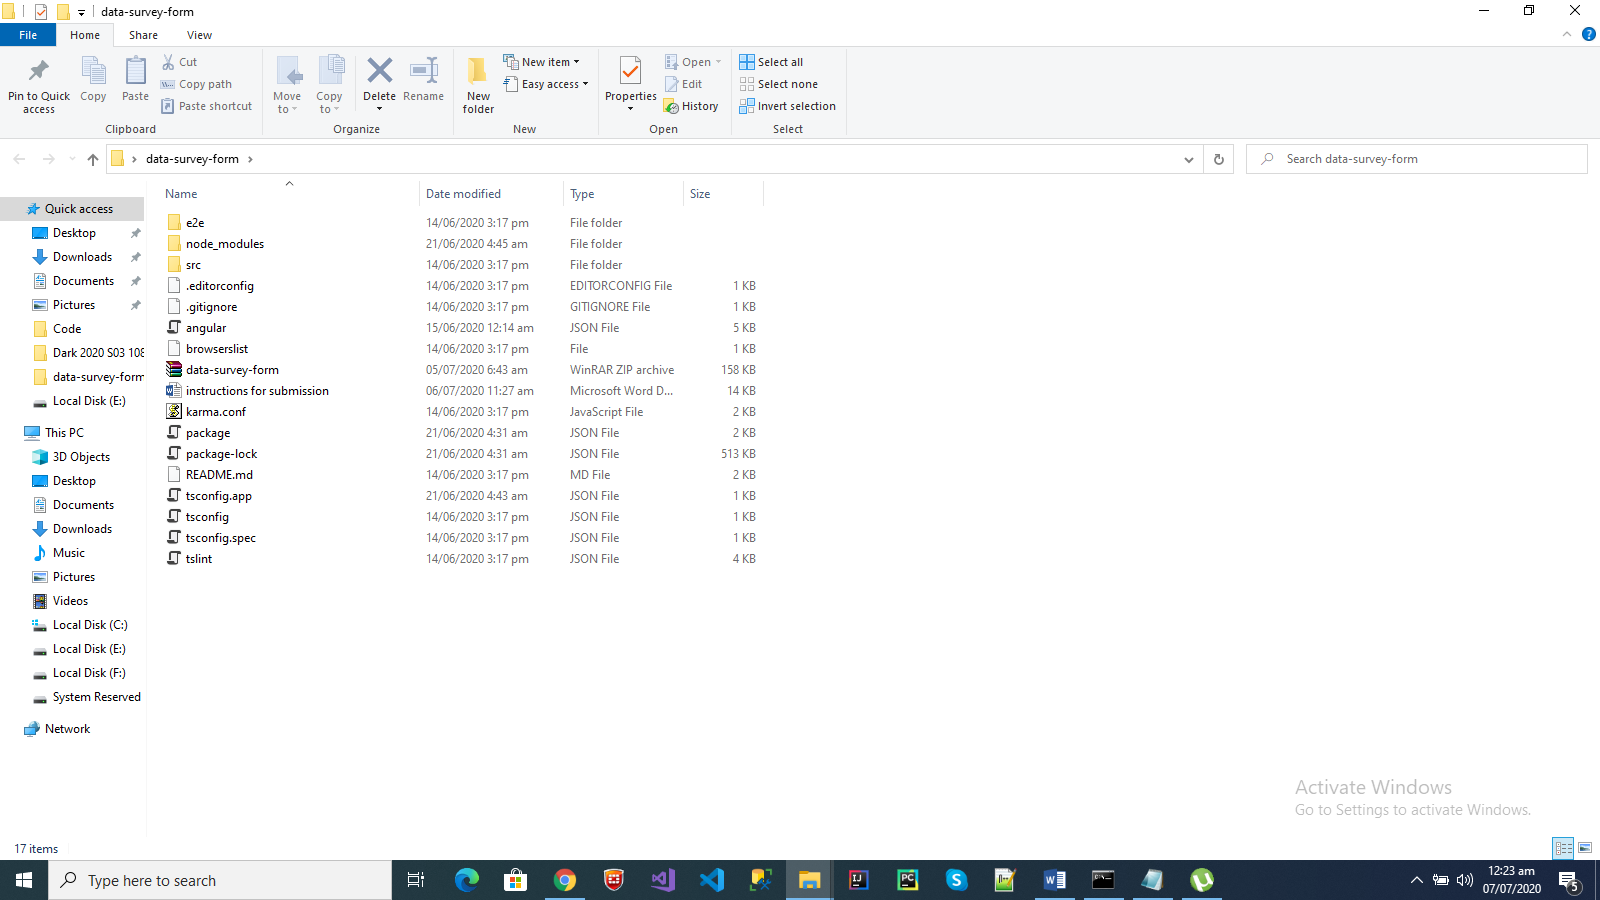 data-survey-form
File
Home
Share
View
Pin to Quick access
Copy
Paste
Cut
Copy path
Paste shortcut
Clipboard
Move to
Copy to
Delete
Rename
Organize
New folder
New item
Easy access
New
Properties
Open
Edit
History
Open
Select all
Select none
Invert selection
Select
data-survey-form
Search data-survey-form
Quick access
Desktop
Downloads
Documents
Pictures
Code
Dark 2020 S03 108
data-survey-form
Local Disk (E:)
This PC
3D Objects
Desktop
Documents
Downloads
Music
Pictures
Videos
Local Disk (C:)
Local Disk (E:)
Local Disk (F:)
System Reserved
Network
Name Date modified Type Size
e2e 14/06/2020 3:17 pm File folder
node_modules 21/06/2020 4:45 am File folder
src 14/06/2020 3:17 pm File folder
.editorconfig 14/06/2020 3:17 pm EDITORCONFIG File 1 KB
.gitignore 14/06/2020 3:17 pm GITIGNORE File 1 KB
angular 15/06/2020 12:14 am JSON File 5 KB
browserslist 14/06/2020 3:17 pm File 1 KB
data-survey-form 05/07/2020 6:43 am WinRAR ZIP archive 158 KB
instructions for submission 06/07/2020 11:27 am Microsoft Word D... 14 KB
karma.conf 14/06/2020 3:17 pm JavaScript File 2 KB
package 21/06/2020 4:31 am JSON File 2 KB
package-lock 21/06/2020 4:31 am JSON File 513 KB
README.md 14/06/2020 3:17 pm MD File 2 KB
tsconfig.app 21/06/2020 4:43 am JSON File 1 KB
tsconfig 14/06/2020 3:17 pm JSON File 1 KB
tsconfig.spec 14/06/2020 3:17 pm JSON File 1 KB
tslint 14/06/2020 3:17 pm JSON File 4 KB
Activate Windows
Go to Settings to activate Windows.
17 items
Type here to search
12:23 am
07/07/2020
5